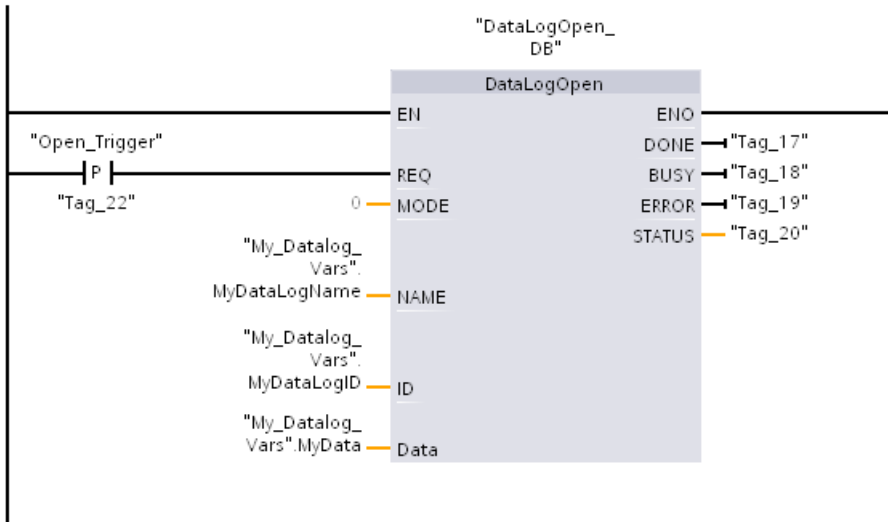 "DataLogOpen_
DB"
DataLogOpen
EN
ENO
"Open_Trigger"
DONE
"Tag_17"
P
REQ
BUSY
"Tag_18"
"Tag_22"
0
MODE
ERROR
"Tag_19"
STATUS
"Tag_20"
"My_Datalog_
Vars".
MyDataLogName
NAME
"My_Datalog_
Vars".
MyDataLogID
ID
"My_Datalog_
Vars".MyData
Data